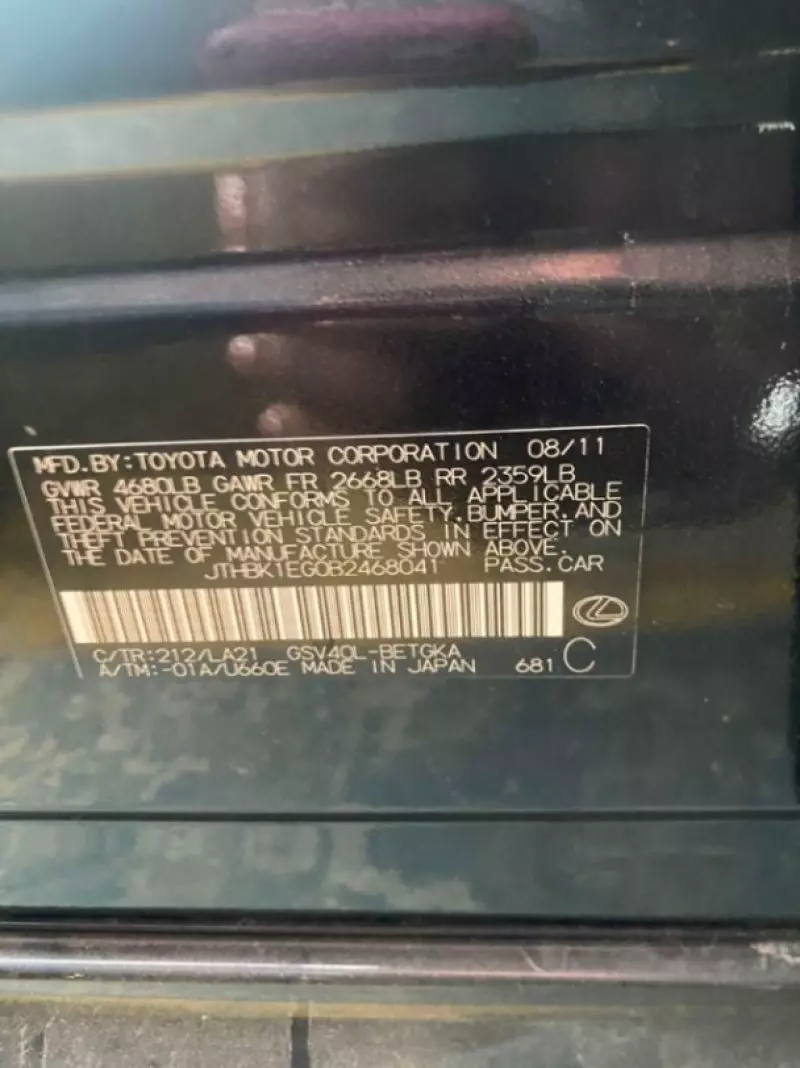 MFD.BY:TOYOTA MOTOR CORPORATION 08/11
GVWR 4680LB GAWR FR 2668LB RR 2359LB
THIS VEHICLE CONFORMS TO ALL APPLICABLE
FEDERAL MOTOR VEHICLE SAFETY,BUMPER,AND
THEFT PREVENTION STANDARDS IN EFFECT ON
THE DATE OF MANUFACTURE SHOWN ABOVE.
JTHBK1EG0B2468041 PASS.CAR
C/TR:212/LA21 GSV40L-BETGKA
A/TM:-01A/U660E MADE IN JAPAN 681 C